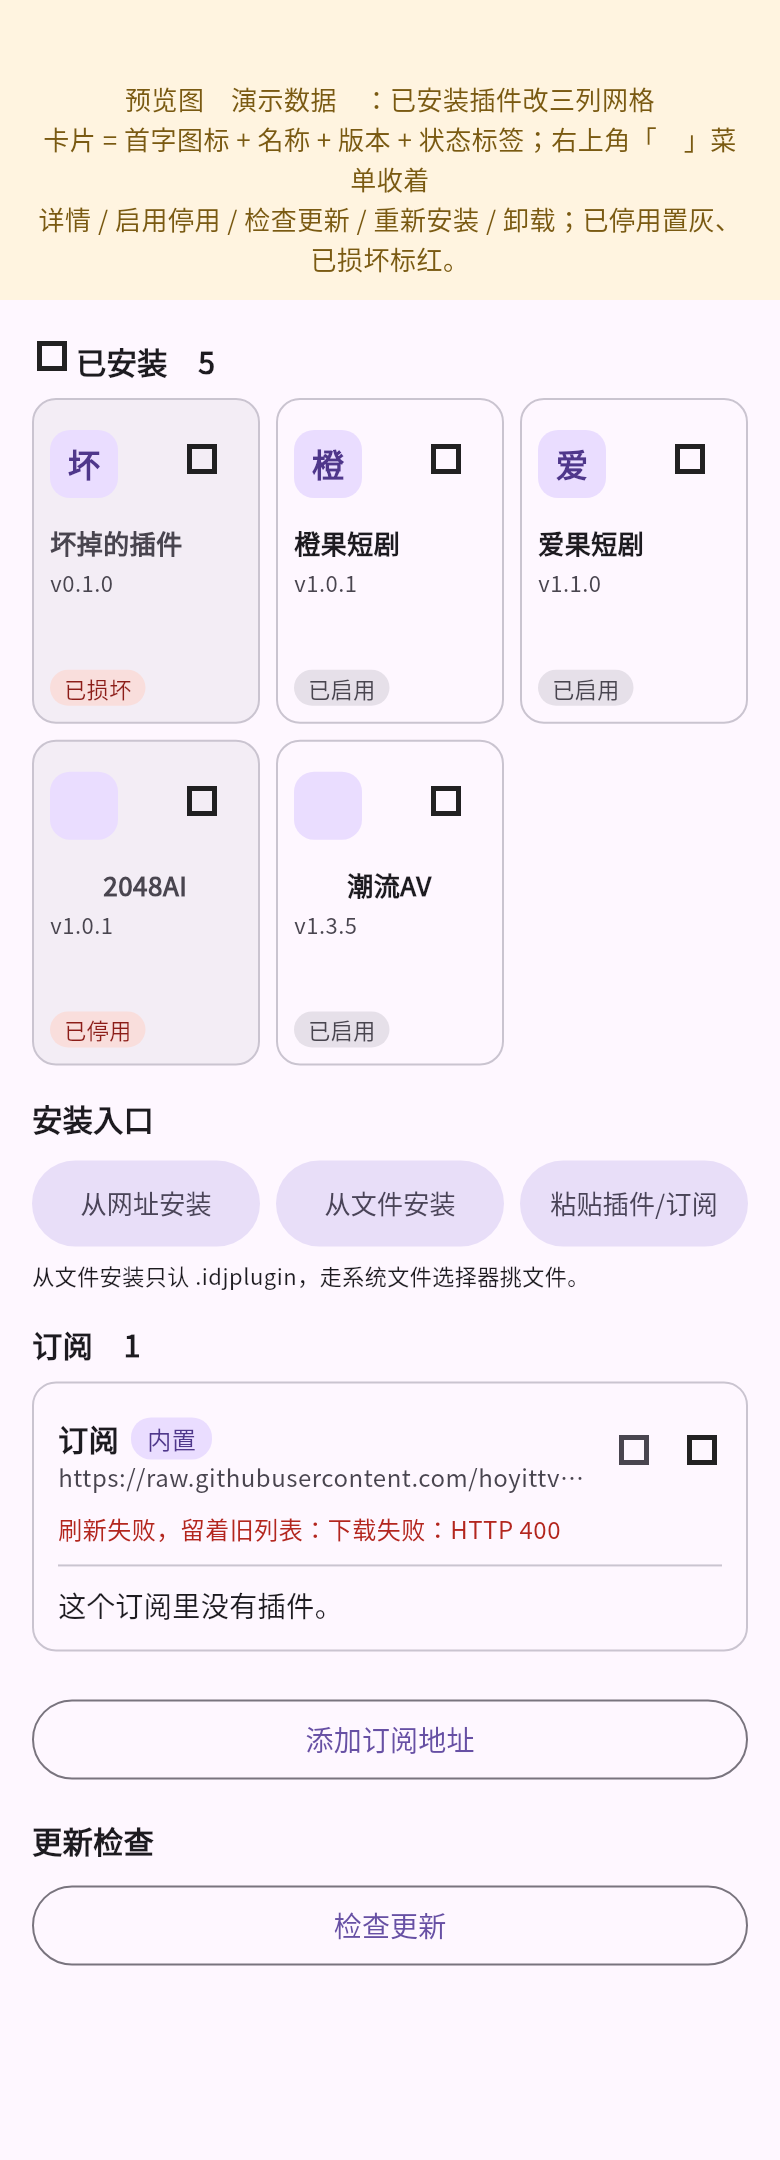 预览图　演示数据　：已安装插件改三列网格
卡片 = 首字图标 + 名称 + 版本 + 状态标签；右上角「　」菜
单收着
详情 / 启用停用 / 检查更新 / 重新安装 / 卸载；已停用置灰、
已损坏标红。
已安装　5
坏
橙
爱
坏掉的插件
橙果短剧
爱果短剧
v0.1.0
v1.0.1
v1.1.0
已损坏
已启用
已启用
2048AI
潮流AV
v1.0.1
v1.3.5
已停用
已启用
安装入口
从网址安装
从文件安装
粘贴插件/订阅
从文件安装只认 .idjplugin，走系统文件选择器挑文件。
订阅　1
订阅
内置
https://raw.githubusercontent.com/hoyittv…
刷新失败，留着旧列表：下载失败：HTTP 400
这个订阅里没有插件。
添加订阅地址
更新检查
检查更新